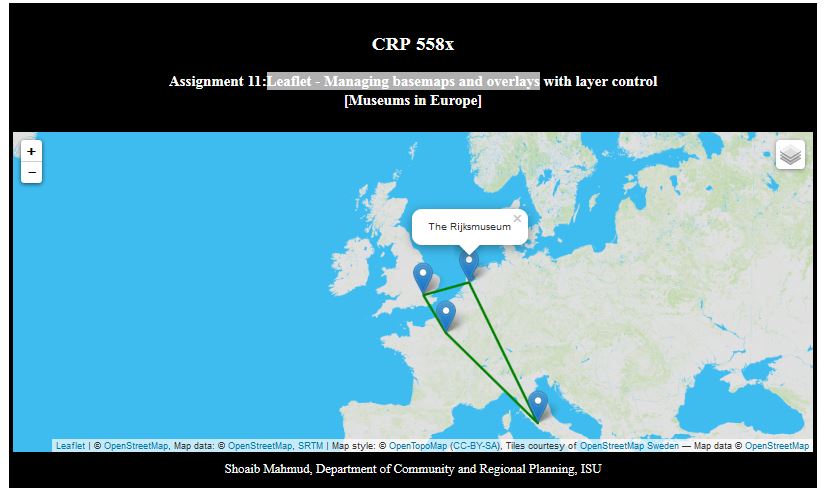 CRP 558x
Assignment 11:Leaflet - Managing basemaps and overlays with layer control
[Museums in Europe]
+
−
The Rijksmuseum ×
Leaflet | © OpenStreetMap, Map data: © OpenStreetMap, SRTM | Map style: © OpenTopoMap (CC-BY-SA), Tiles courtesy of OpenStreetMap Sweden — Map data © OpenStreetMap
Shoaib Mahmud, Department of Community and Regional Planning, ISU